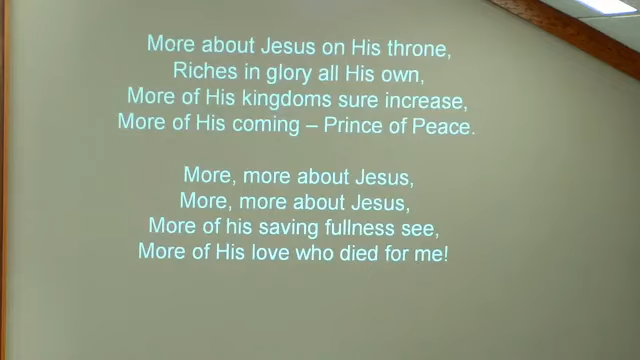 More about Jesus on His throne,
Riches in glory all His own,
More of His kingdoms sure increase,
More of His coming – Prince of Peace.
More, more about Jesus,
More, more about Jesus,
More of his saving fullness see,
More of His love who died for me!